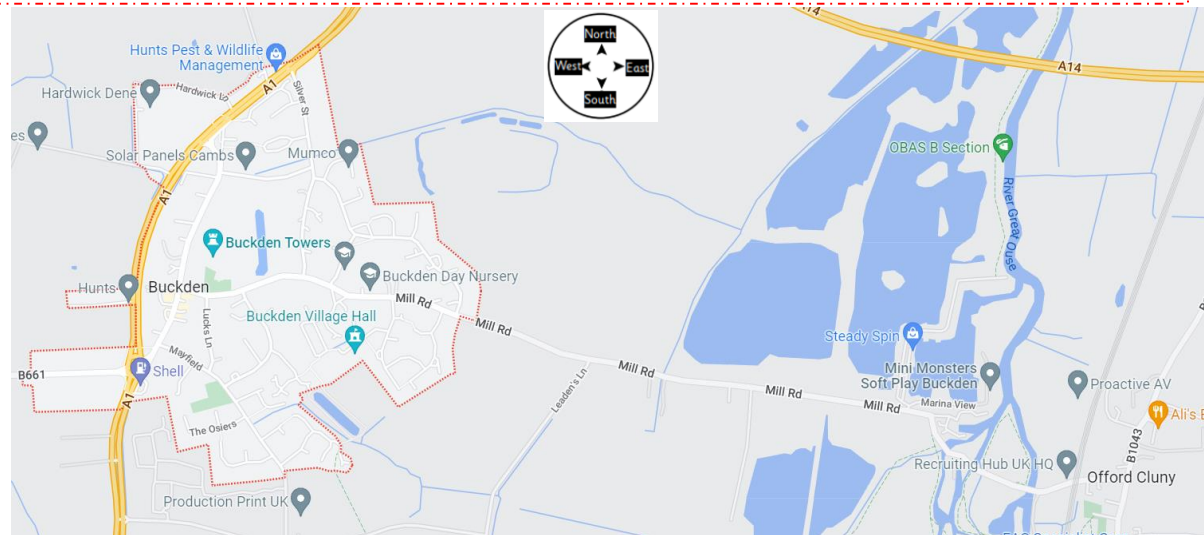 A14
North
West
East
South
Hunts Pest & Wildlife
Management
A1
Silver St
A14
Hardwick Dene
Hardwick Ln
es
Solar Panels Cambs
Mumco
OBAS B Section
A1
River Great Ouse
Buckden Towers
Buckden Day Nursery
Hunts
Buckden
Mill Rd
Buckden Village Hall
Lucks Ln
Mill Rd
Steady Spin
Mayfield
B661
Shell
Mill Rd
Leaden's Ln
Mini Monsters
Soft Play Buckden
Proactive AV
Mill Rd
Mill Rd
Marina View
A1
Ali's
The Osiers
B1043
Recruiting Hub UK HQ
Offord Cluny
Production Print UK